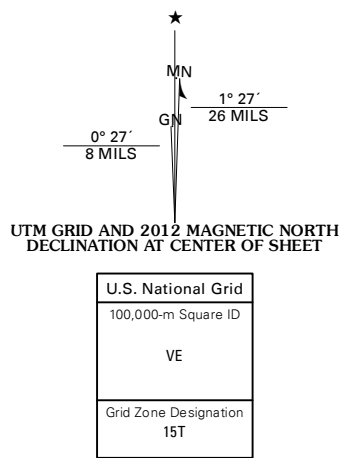 ★
MN
1° 27´
26 MILS
GN
0° 27´
8 MILS
UTM GRID AND 2012 MAGNETIC NORTH
DECLINATION AT CENTER OF SHEET
U.S. National Grid
100,000-m Square ID
VE
Grid Zone Designation
15T